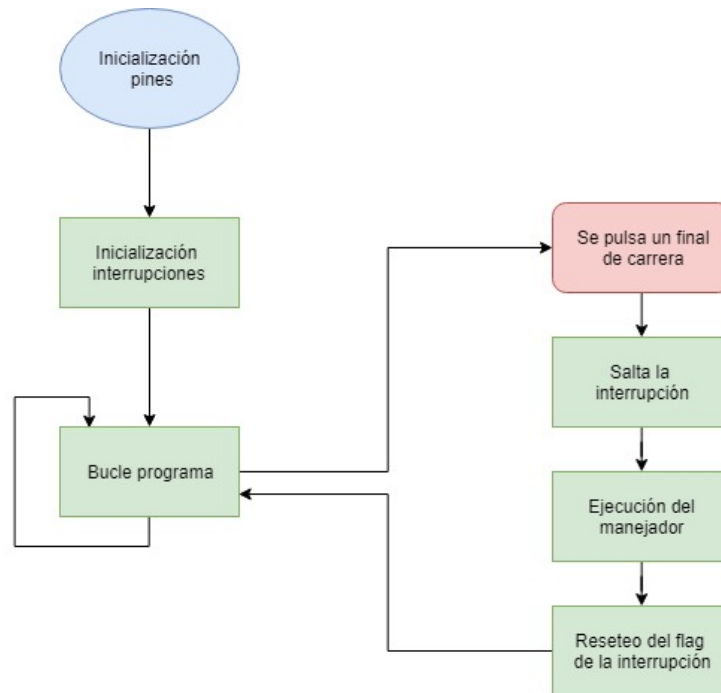 Inicialización
pines
Inicialización
interrupciones
Bucle programa
Se pulsa un final
de carrera
Salta la
interrupción
Ejecución del
manejador
Reseteo del flag
de la interrupción